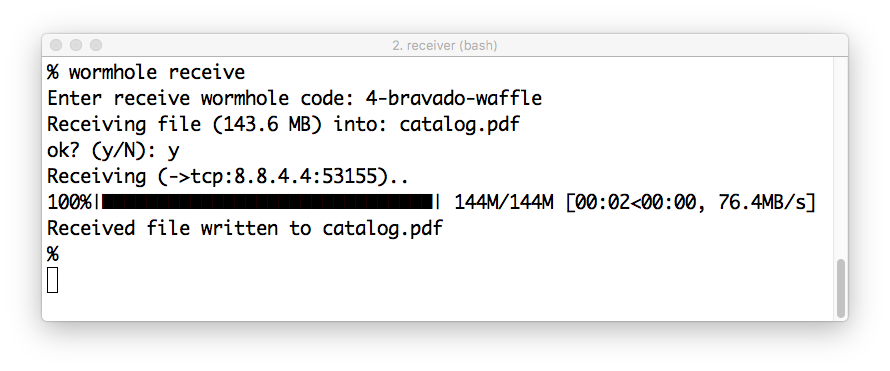 2. receiver (bash)
% wormhole receive
Enter receive wormhole code: 4-bravado-waffle
Receiving file (143.6 MB) into: catalog.pdf
ok? (y/N): y
Receiving (->tcp:8.8.4.4:53155)..
100%|██████████████████████████████| 144M/144M [00:02<00:00, 76.4MB/s]
Received file written to catalog.pdf
%